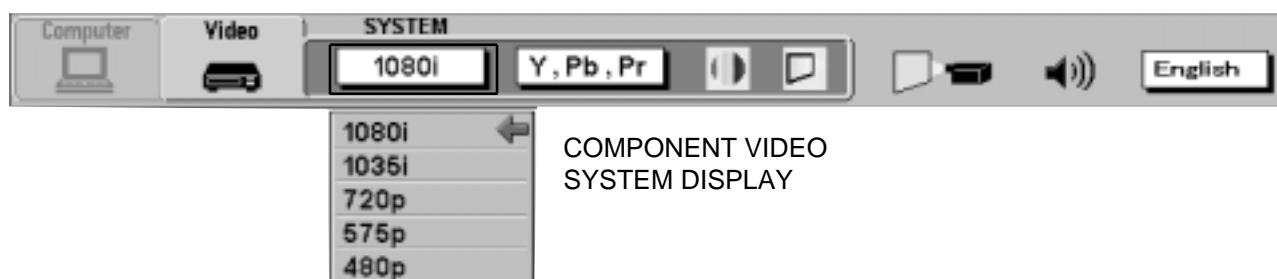 Computer Video SYSTEM
1080i Y,Pb,Pr English
1080i
COMPONENT VIDEO
1035i
SYSTEM DISPLAY
720p
575p
480p